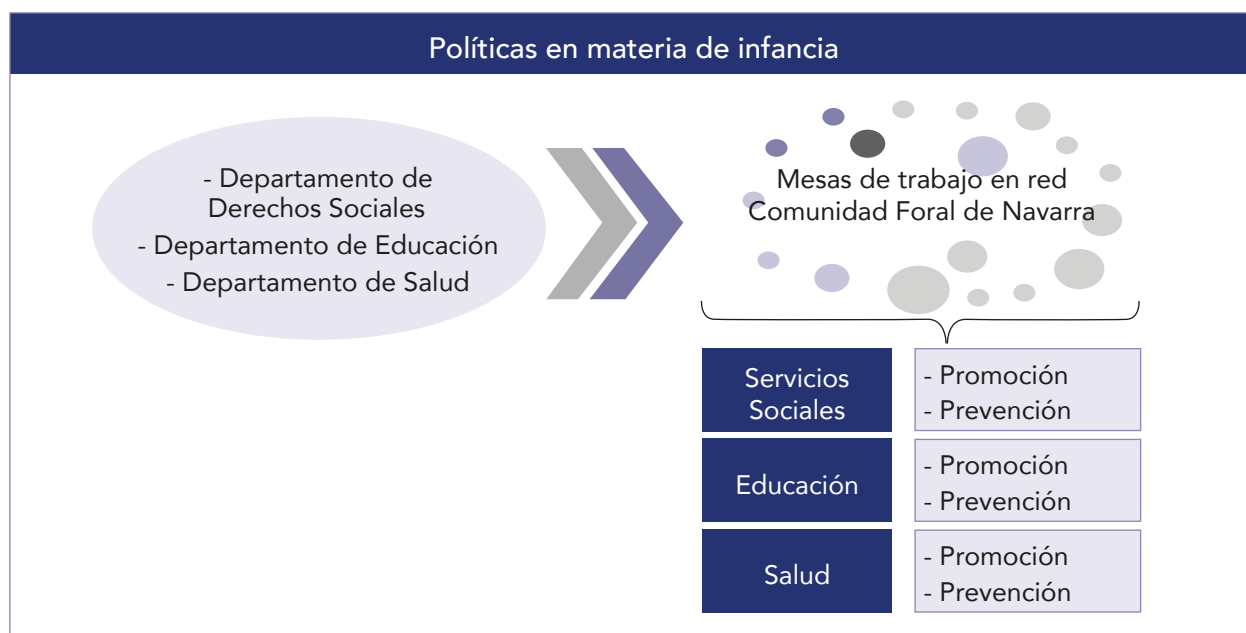 Políticas en materia de infancia
- Departamento de
Derechos Sociales
- Departamento de Educación
- Departamento de Salud
Mesas de trabajo en red
Comunidad Foral de Navarra
Servicios
Sociales
- Promoción
- Prevención
Educación
- Promoción
- Prevención
Salud
- Promoción
- Prevención